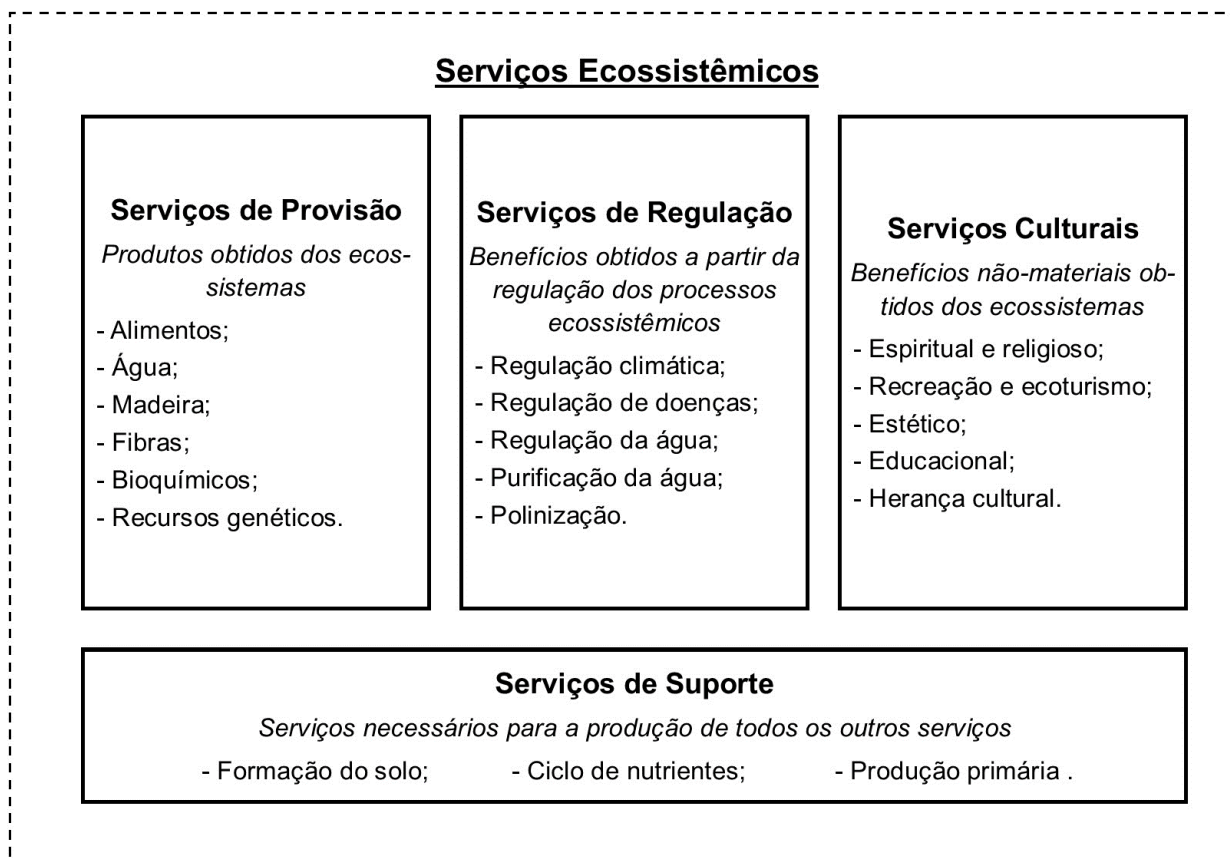 Serviços Ecossistêmicos
Serviços de Provisão
Produtos obtidos dos ecos-
sistemas
- Alimentos;
- Água;
- Madeira;
- Fibras;
- Bioquímicos;
- Recursos genéticos.
Serviços de Regulação
Benefícios obtidos a partir da
regulação dos processos
ecossistêmicos
- Regulação climática;
- Regulação de doenças;
- Regulação da água;
- Purificação da água;
- Polinização.
Serviços Culturais
Benefícios não-materiais ob-
tidos dos ecossistemas
- Espiritual e religioso;
- Recreação e ecoturismo;
- Estético;
- Educacional;
- Herança cultural.
Serviços de Suporte
Serviços necessários para a produção de todos os outros serviços
- Formação do solo; - Ciclo de nutrientes; - Produção primária .